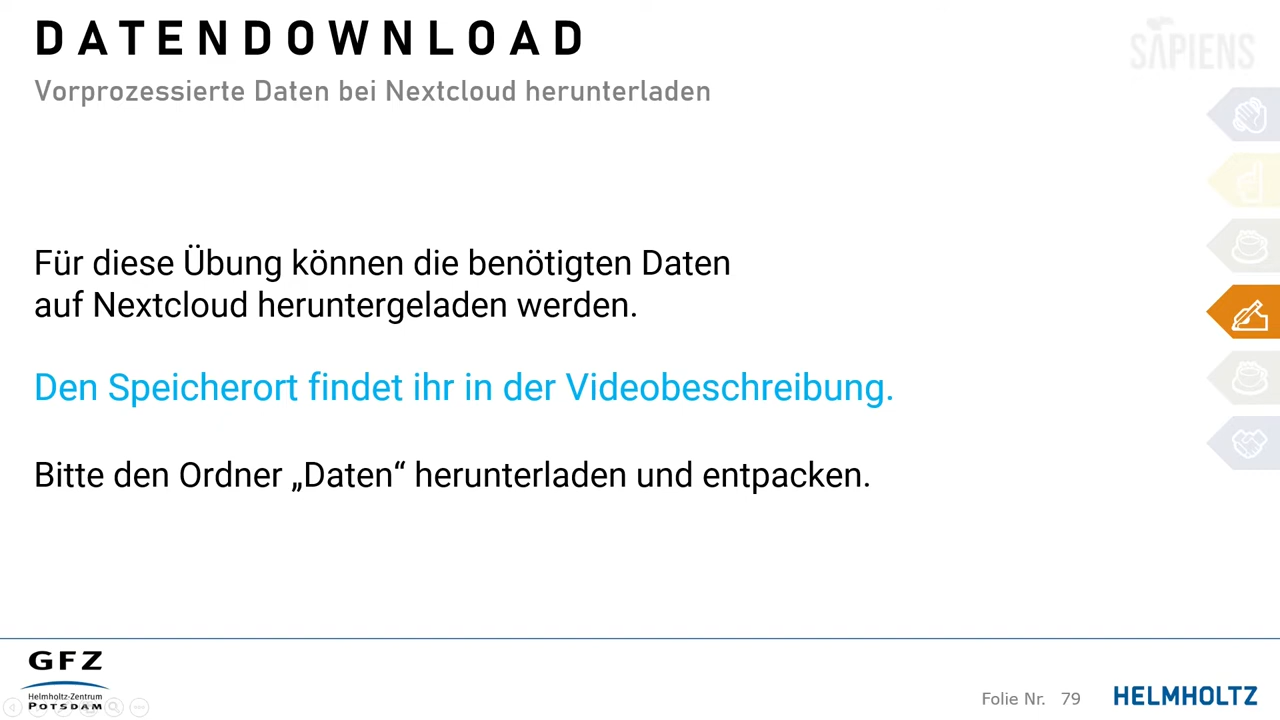 DATENDOWNLOAD
Vorprozessierte Daten bei Nextcloud herunterladen
SAPIENS
Für diese Übung können die benötigten Daten
auf Nextcloud heruntergeladen werden.
Den Speicherort findet ihr in der Videobeschreibung.
Bitte den Ordner „Daten“ herunterladen und entpacken.
GFZ
Helmholtz-Zentrum
POTSDAM
Folie Nr. 79
HELMHOLTZ